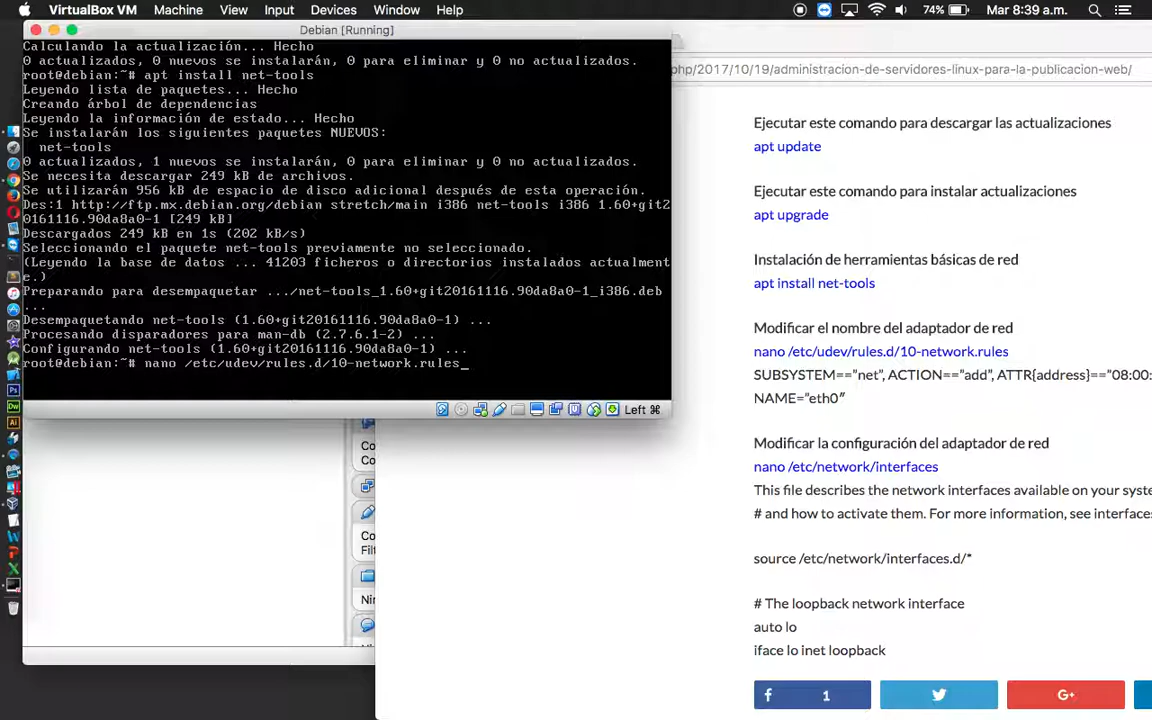 VirtualBox VM Machine View Input Devices Window Help 74% Mar 8:39 a.m.
Debian [Running]
Calculando la actualización... Hecho
0 actualizados, 0 nuevos se instalarán, 0 para eliminar y 0 no actualizados.
root@debian:~# apt install net-tools
Leyendo lista de paquetes... Hecho
Creando árbol de dependencias
Leyendo la información de estado... Hecho
Se instalarán los siguientes paquetes NUEVOS:
net-tools
0 actualizados, 1 nuevos se instalarán, 0 para eliminar y 0 no actualizados.
Se necesita descargar 249 kB de archivos.
Se utilizarán 956 kB de espacio de disco adicional después de esta operación.
Des:1 http://ftp.mx.debian.org/debian stretch/main i386 net-tools i386 1.60+git2
0161116.90da8a0-1 [249 kB]
Descargados 249 kB en 1s (202 kB/s)
Seleccionando el paquete net-tools previamente no seleccionado.
(Leyendo la base de datos ... 41203 ficheros o directorios instalados actualment
e.)
Preparando para desempaquetar .../net-tools_1.60+git20161116.90da8a0-1_i386.deb
...
Desempaquetando net-tools (1.60+git20161116.90da8a0-1) ...
Procesando disparadores para man-db (2.7.6.1-2) ...
Configurando net-tools (1.60+git20161116.90da8a0-1) ...
root@debian:~# nano /etc/udev/rules.d/10-network.rules_
Left ⌘
Co
Co
Co
Filt
Nin
php/2017/10/19/administracion-de-servidores-linux-para-la-publicacion-web/
Ejecutar este comando para descargar las actualizaciones
apt update
Ejecutar este comando para instalar actualizaciones
apt upgrade
Instalación de herramientas básicas de red
apt install net-tools
Modificar el nombre del adaptador de red
nano /etc/udev/rules.d/10-network.rules
SUBSYSTEM=="net", ACTION=="add", ATTR{address}=="08:00:
NAME="eth0"
Modificar la configuración del adaptador de red
nano /etc/network/interfaces
This file describes the network interfaces available on your syste
# and how to activate them. For more information, see interfaces
source /etc/network/interfaces.d/*
# The loopback network interface
auto lo
iface lo inet loopback
1
G+